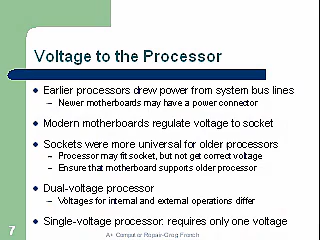 Voltage to the Processor
• Earlier processors drew power from system bus lines
– Newer motherboards may have a power connector
• Modern motherboards regulate voltage to socket
• Sockets were more universal for older processors
– Processor may fit socket, but not get correct voltage
– Ensure that motherboard supports older processor
• Dual-voltage processor
– Voltages for internal and external operations differ
• Single-voltage processor: requires only one voltage
7
A+ Computor Repair-Greg French